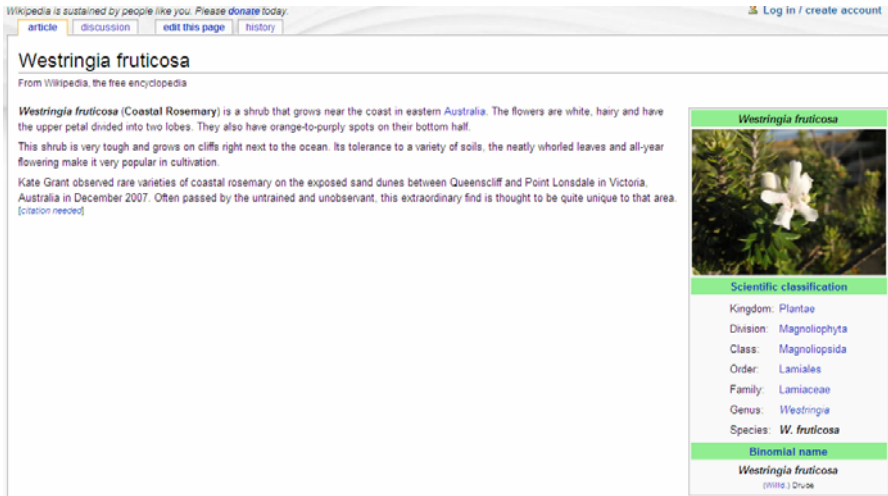 Wikipedia is sustained by people like you. Please donate today.
Log in / create account
article discussion edit this page history
Westringia fruticosa
From Wikipedia, the free encyclopedia
Westringia fruticosa (Coastal Rosemary) is a shrub that grows near the coast in eastern Australia. The flowers are white, hairy and have
the upper petal divided into two lobes. They also have orange-to-purply spots on their bottom half.
This shrub is very tough and grows on cliffs right next to the ocean. Its tolerance to a variety of soils, the neatly whorled leaves and all-year
flowering make it very popular in cultivation.
Kate Grant observed rare varieties of coastal rosemary on the exposed sand dunes between Queenscliff and Point Lonsdale in Victoria,
Australia in December 2007. Often passed by the untrained and unobservant, this extraordinary find is thought to be quite unique to that area.
[citation needed]
Westringia fruticosa
Scientific classification
Kingdom: Plantae
Division: Magnoliophyta
Class: Magnoliopsida
Order: Lamiales
Family: Lamiaceae
Genus: Westringia
Species: W. fruticosa
Binomial name
Westringia fruticosa
(Willd.) Druce